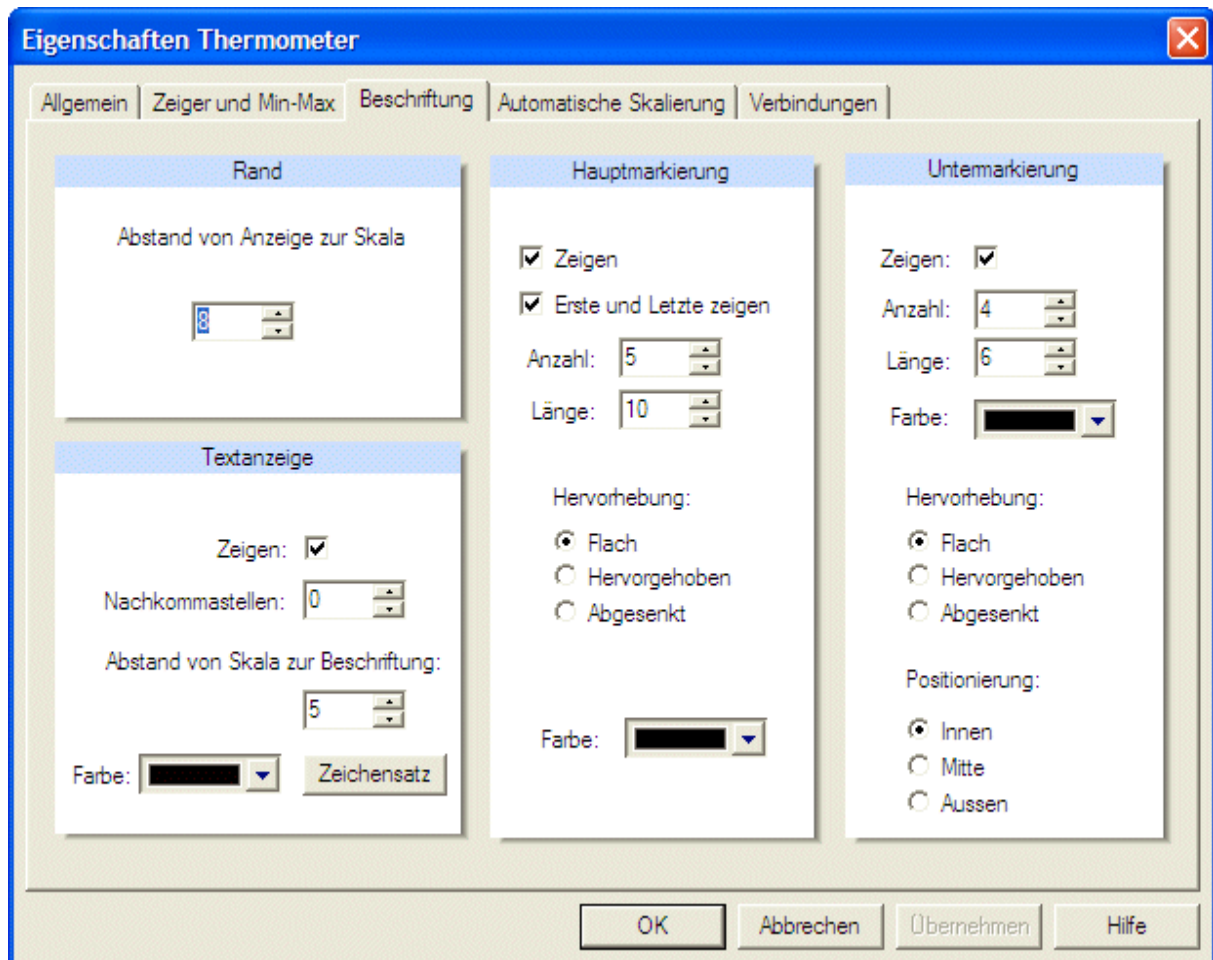 Eigenschaften Thermometer
Allgemein
Zeiger und Min-Max
Beschriftung
Automatische Skalierung
Verbindungen
Rand
Abstand von Anzeige zur Skala
8
Textanzeige
Zeigen:
Nachkommastellen: 0
Abstand von Skala zur Beschriftung:
5
Farbe:
Zeichensatz
Hauptmarkierung
Zeigen
Erste und Letzte zeigen
Anzahl: 5
Länge: 10
Hervorhebung:
Flach
Hervorgehoben
Abgesenkt
Farbe:
Untermarkierung
Zeigen:
Anzahl: 4
Länge: 6
Farbe:
Hervorhebung:
Flach
Hervorgehoben
Abgesenkt
Positionierung:
Innen
Mitte
Aussen
OK
Abbrechen
Übernehmen
Hilfe